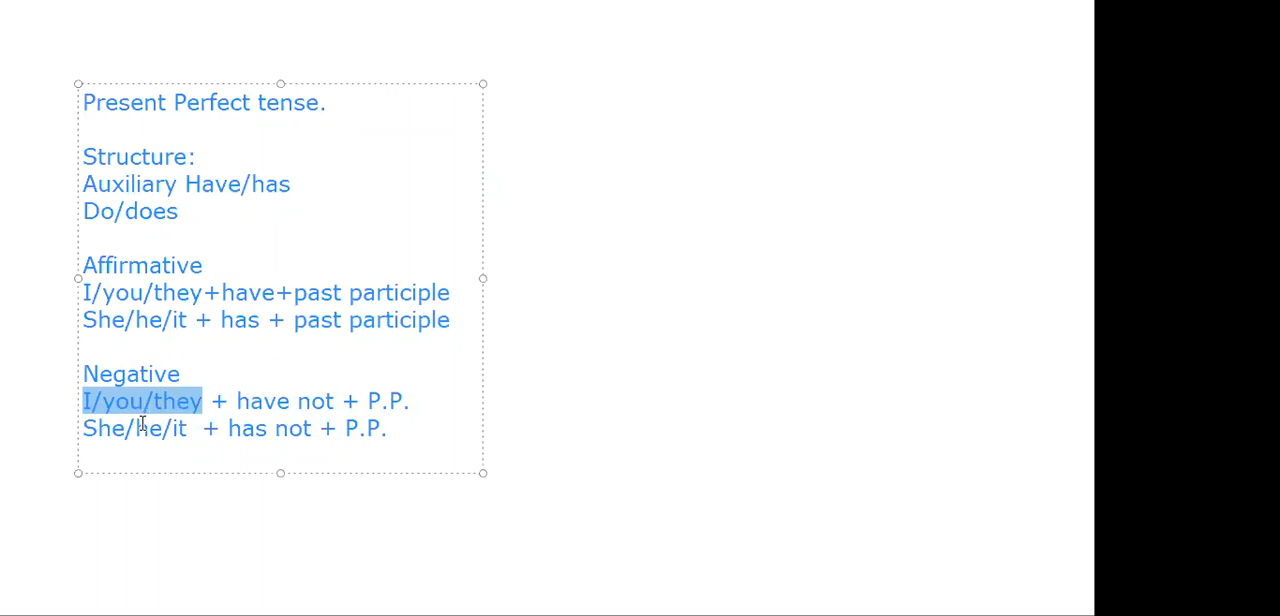 Present Perfect tense.
Structure:
Auxiliary Have/has
Do/does
Affirmative
I/you/they+have+past participle
She/he/it + has + past participle
Negative
I/you/they + have not + P.P.
She/he/it  + has not + P.P.